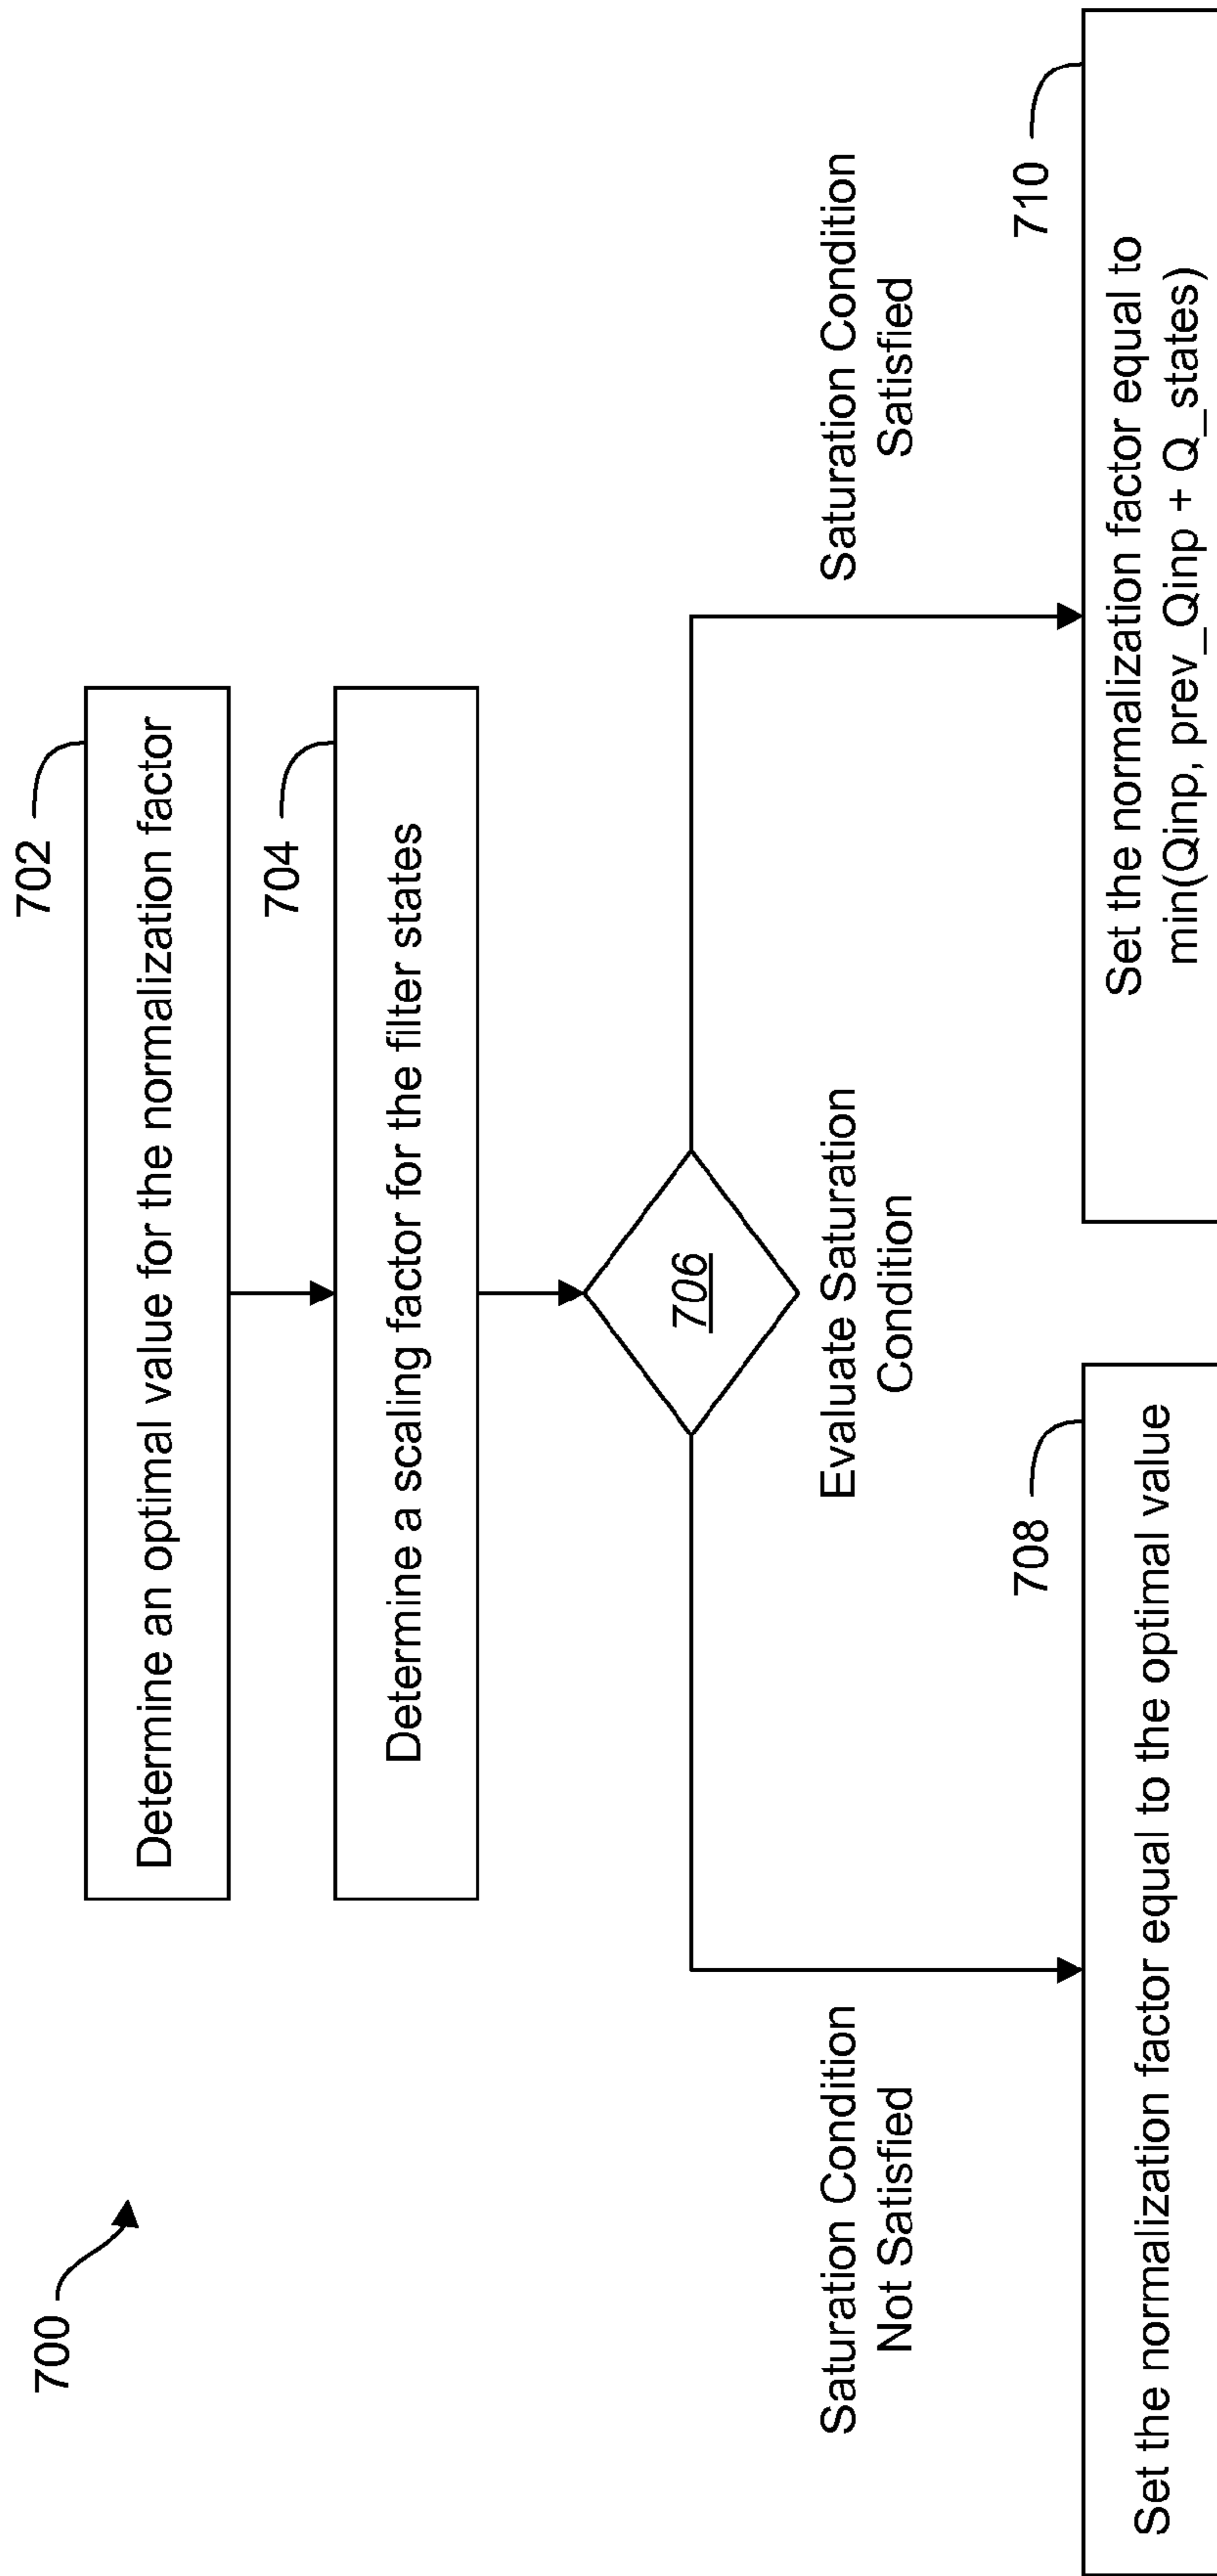 700
702
Determine an optimal value for the normalization factor
704
Determine a scaling factor for the filter states
706
Evaluate Saturation
Condition
Saturation Condition
Not Satisfied
Saturation Condition
Satisfied
708
Set the normalization factor equal to the optimal value
710
Set the normalization factor equal to
min(Qinp, prev_Qinp + Q_states)